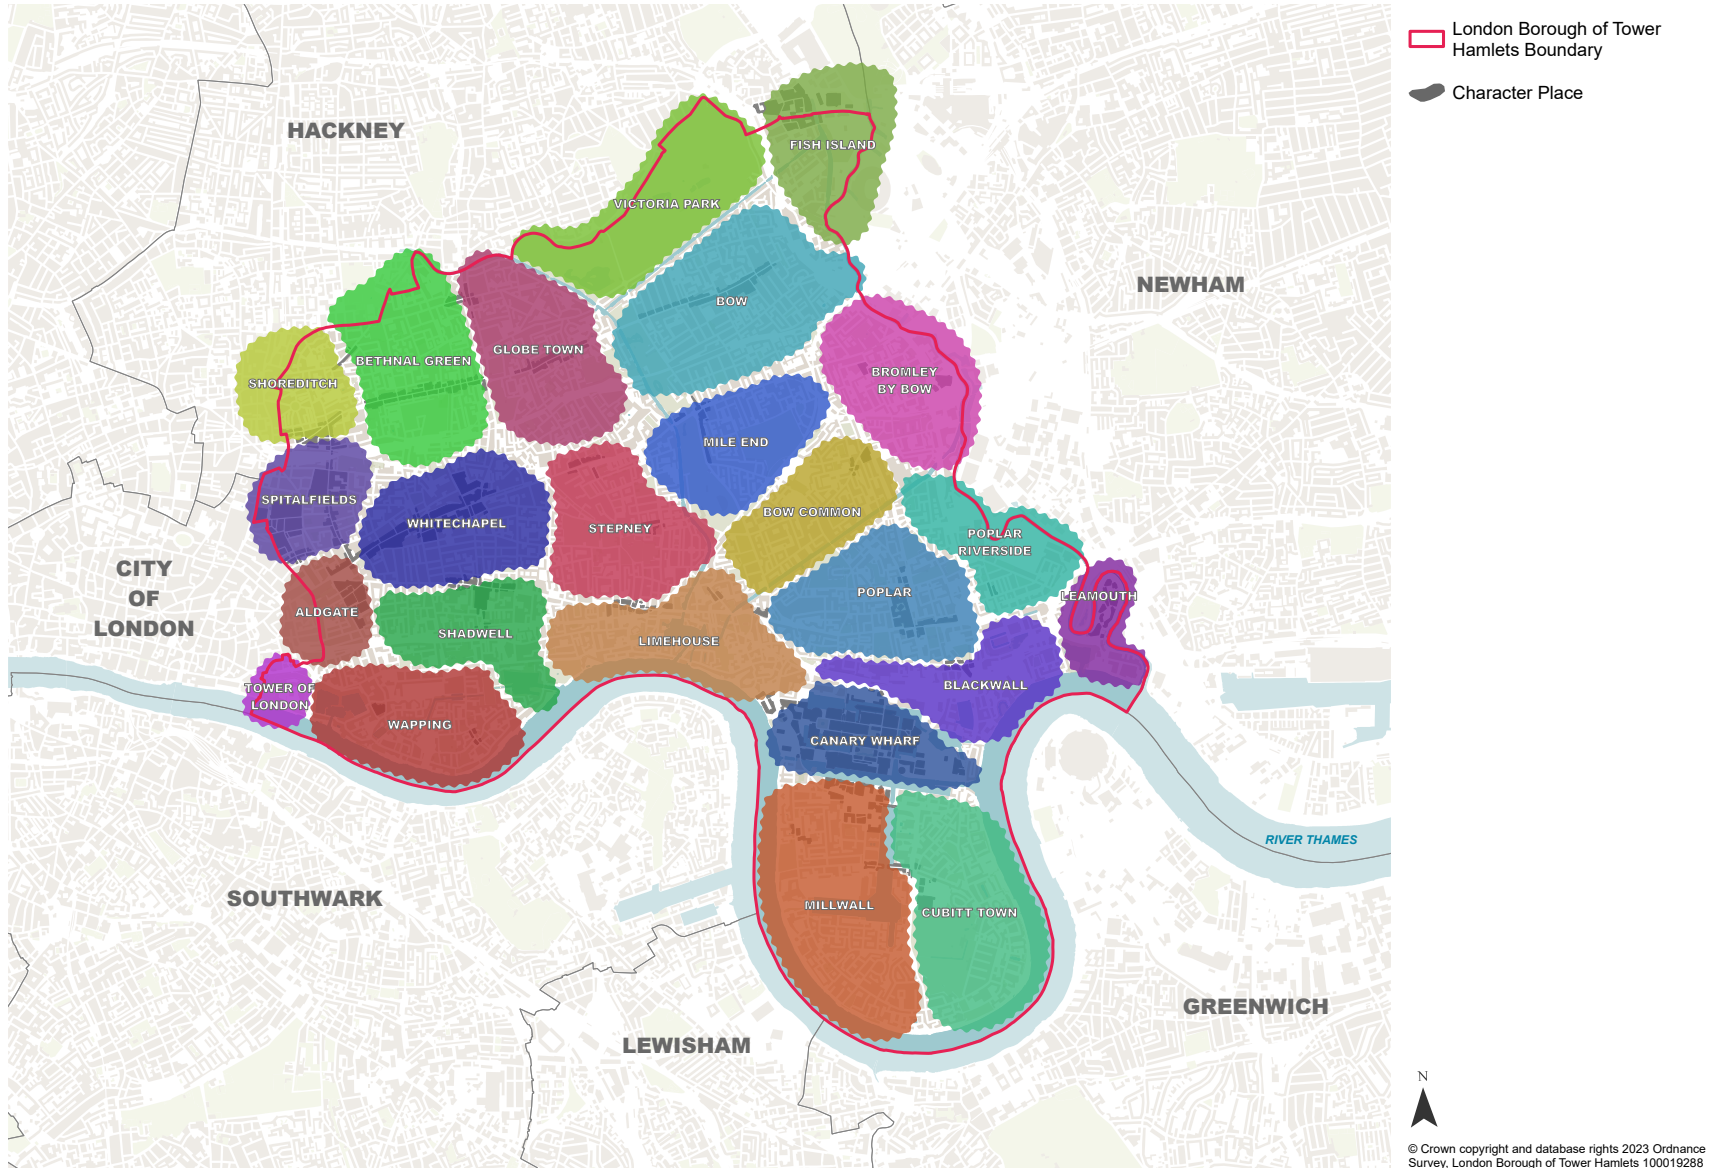 London Borough of Tower
Hamlets Boundary
Character Place
HACKNEY
FISH ISLAND
VICTORIA PARK
NEWHAM
BOW
GLOBE TOWN
BETHNAL GREEN
SHOREDITCH
BROMLEY
BY BOW
MILE END
SPITALFIELDS
WHITECHAPEL
STEPNEY
BOW COMMON
POPLAR
RIVERSIDE
CITY
OF
LONDON
POPLAR
LEAMOUTH
ALDGATE
SHADWELL
LIMEHOUSE
TOWER OF
LONDON
BLACKWALL
WAPPING
CANARY WHARF
RIVER THAMES
SOUTHWARK
MILLWALL
CUBITT TOWN
GREENWICH
LEWISHAM
N
© Crown copyright and database rights 2023 Ordnance
Survey, London Borough of Tower Hamlets 100019288